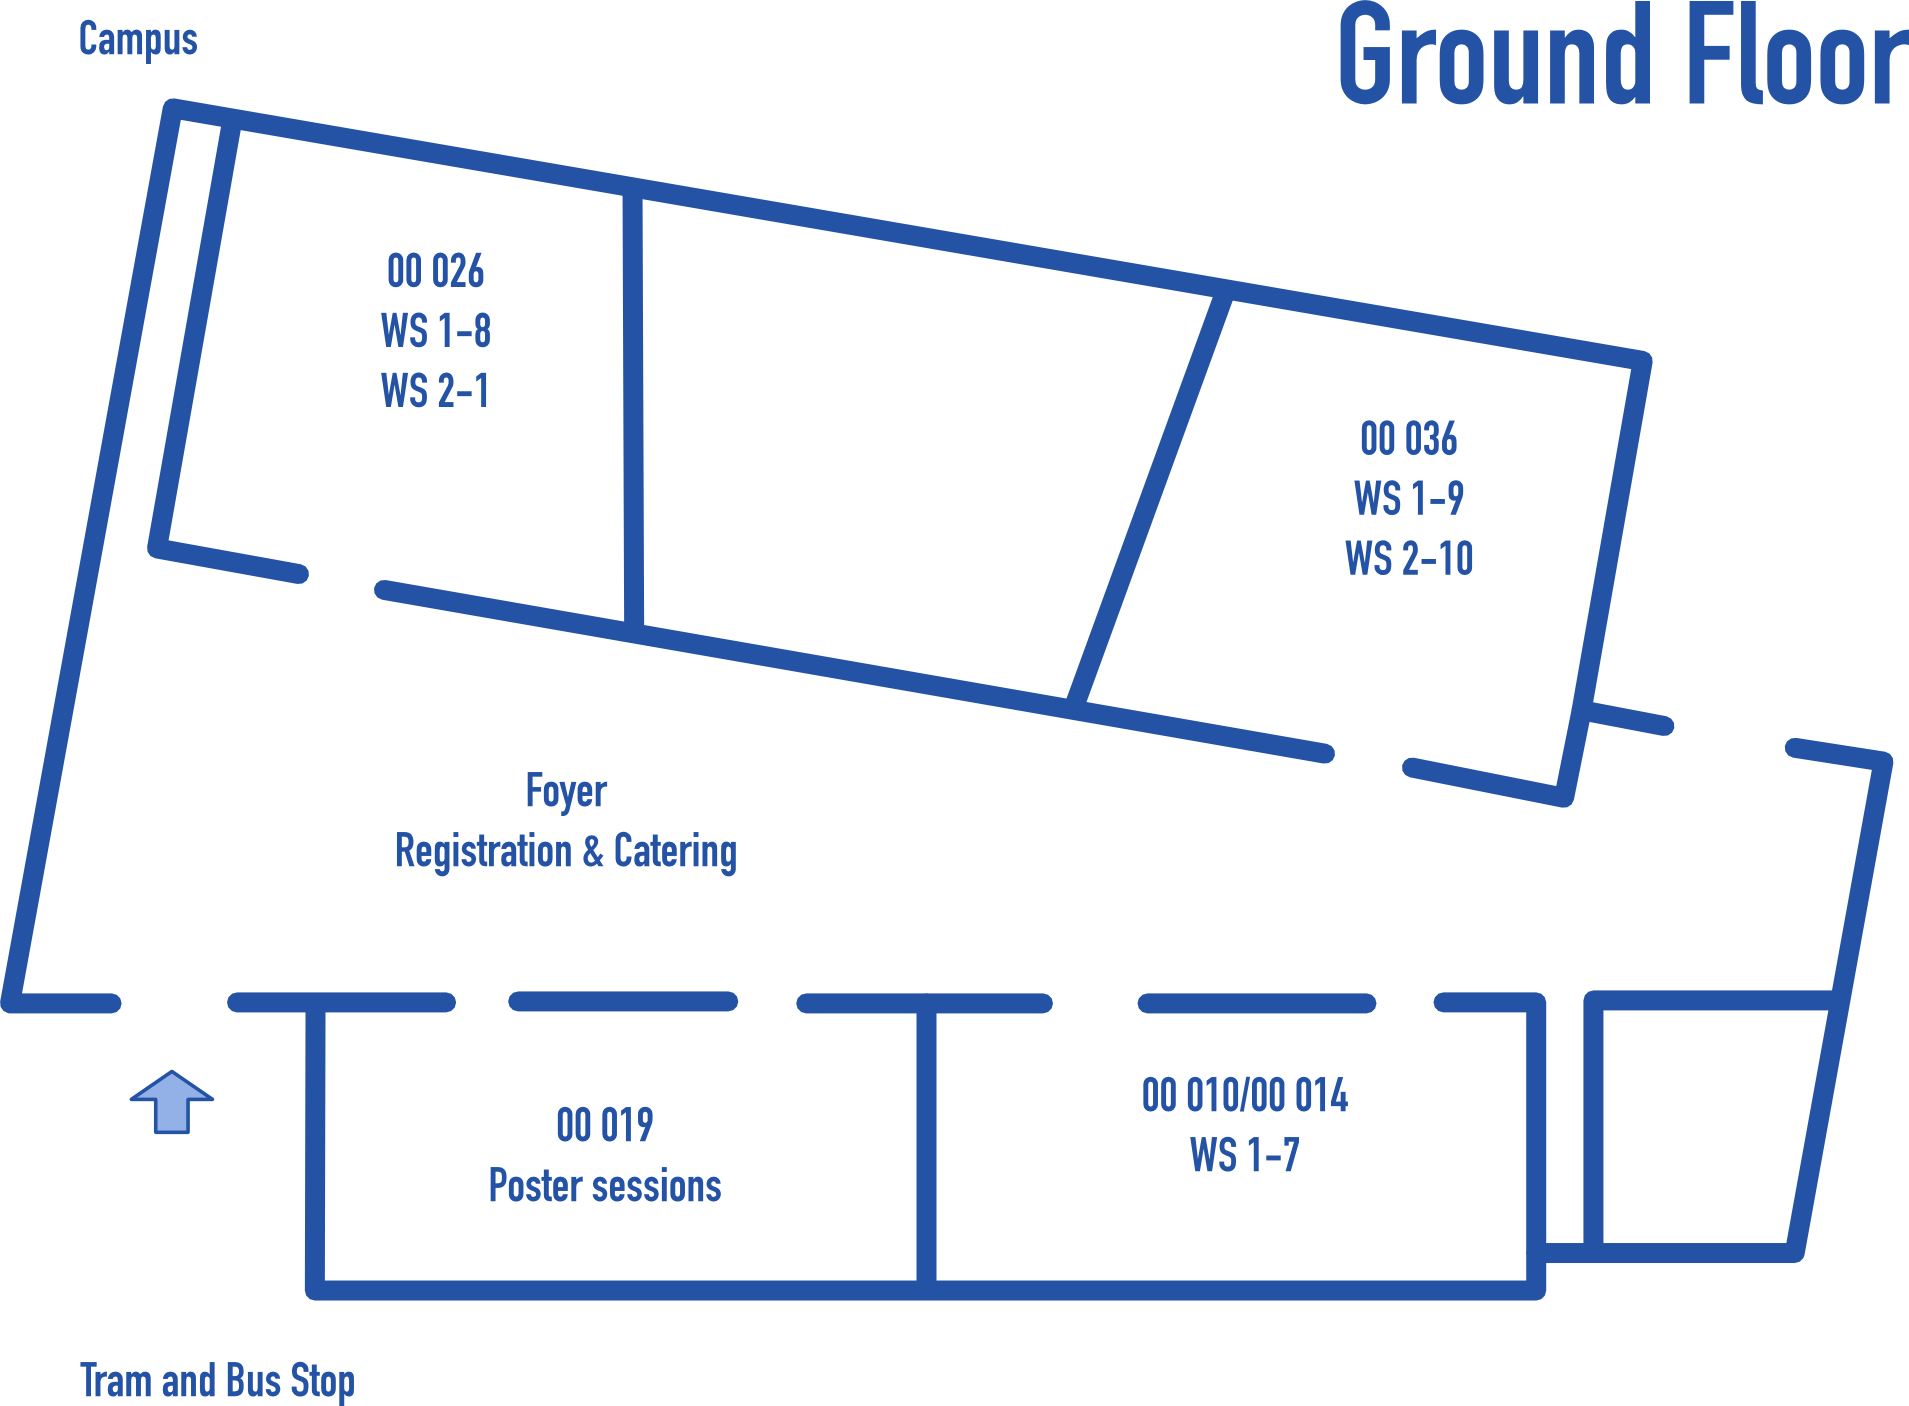 Campus
Ground Floor
00 026
WS 1–8
WS 2–1
00 036
WS 1–9
WS 2–10
Foyer
Registration & Catering
00 019
Poster sessions
00 010/00 014
WS 1–7
Tram and Bus Stop